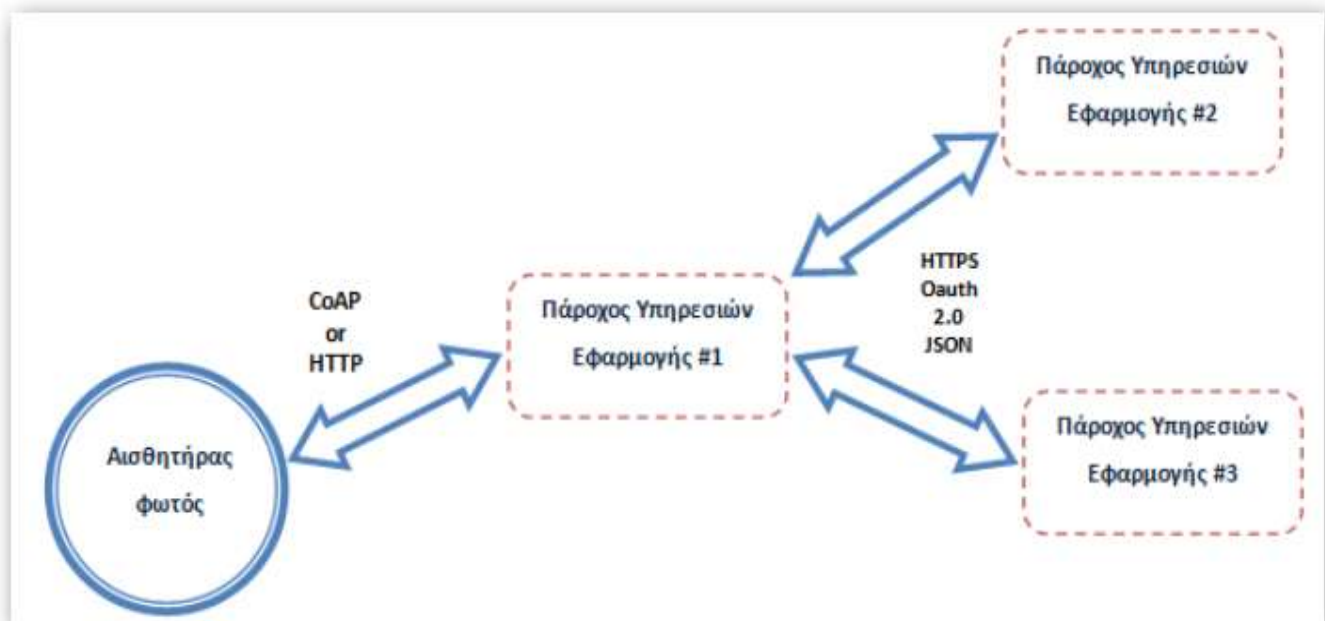 Πάροχος Υπηρεσιών
Εφαρμογής #2
CoAP
or
HTTP
Πάροχος Υπηρεσιών
Εφαρμογής #1
HTTPS
Oauth
2.0
JSON
Αισθητήρας
φωτός
Πάροχος Υπηρεσιών
Εφαρμογής #3